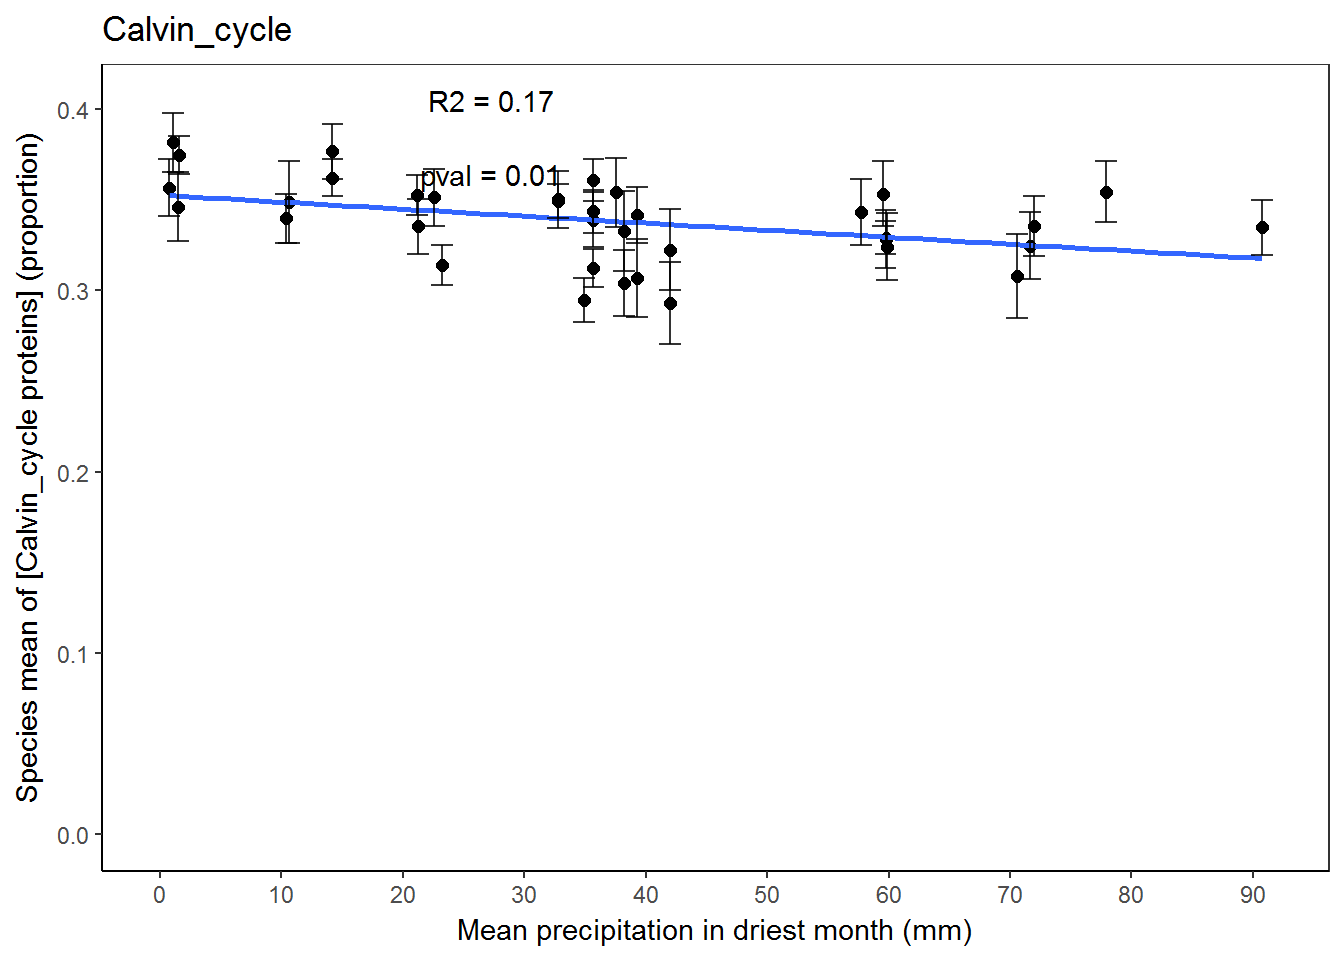 Calvin_cycle
R2 = 0.17
pval = 0.01
Species mean of [Calvin_cycle proteins] (proportion)
0.4
0.3
0.2
0.1
0.0
0 10 20 30 40 50 60 70 80 90
Mean precipitation in driest month (mm)